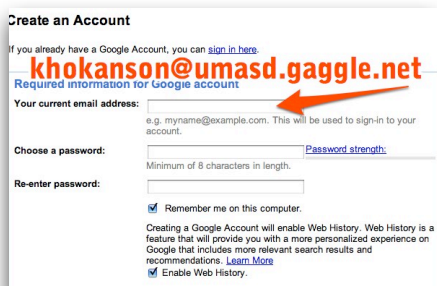 Create an Account
If you already have a Google Account, you can sign in here.
khokanson@umasd.gaggle.net
Required information for Google account
Your current email address:
e.g. myname@example.com. This will be used to sign-in to your
account.
Choose a password: Password strength:
Minimum of 8 characters in length.
Re-enter password:
Remember me on this computer.
Creating a Google Account will enable Web History. Web History is a
feature that will provide you with a more personalized experience on
Google that includes more relevant search results and
recommendations. Learn More
Enable Web History.